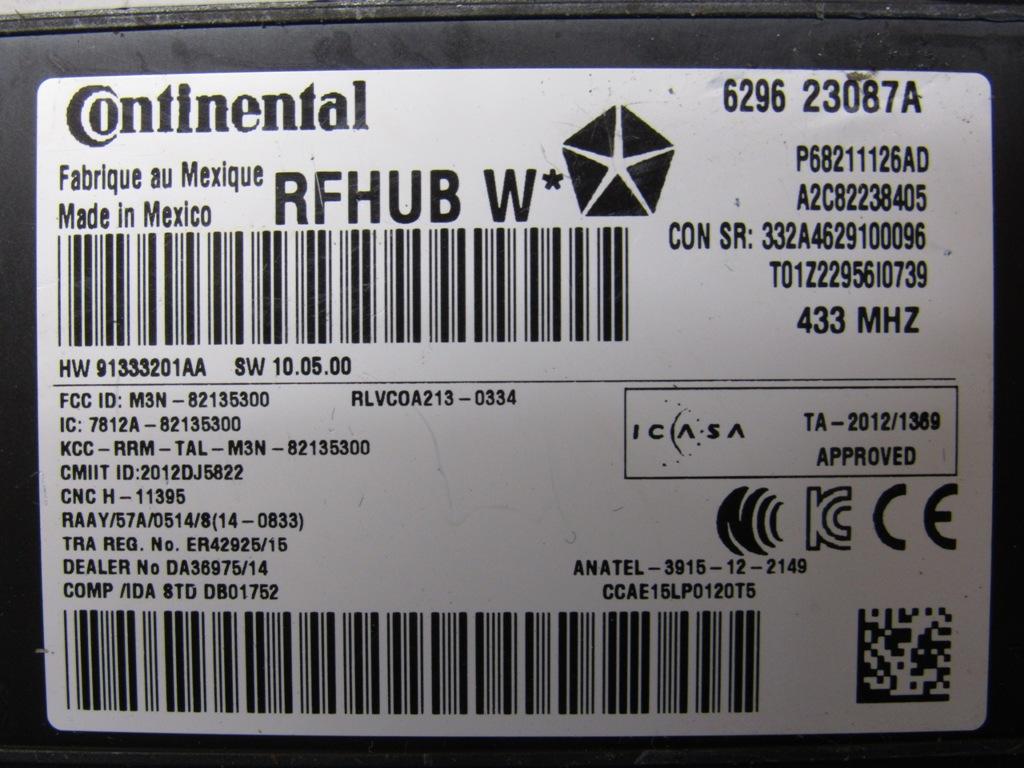 Continental
6296 23087A
Fabrique au Mexique
Made in Mexico
RFHUB W*
P68211126AD
A2C82238405
CON SR: 332A4629100096
T01Z22956I0739
433 MHZ
HW 91333201AA SW 10.05.00
FCC ID: M3N-82135300 RLVCOA213-0334
IC: 7812A-82135300
KCC-RRM-TAL-M3N-82135300
CMIIT ID:2012DJ5822
CNC H-11395
RAAY/57A/0514/8(14-0833)
TRA REG. No. ER42925/15
DEALER No DA36975/14
COMP /IDA STD DB01752
ICASA TA-2012/1369
APPROVED
KC CE
ANATEL-3915-12-2149
CCAE15LP0120T5